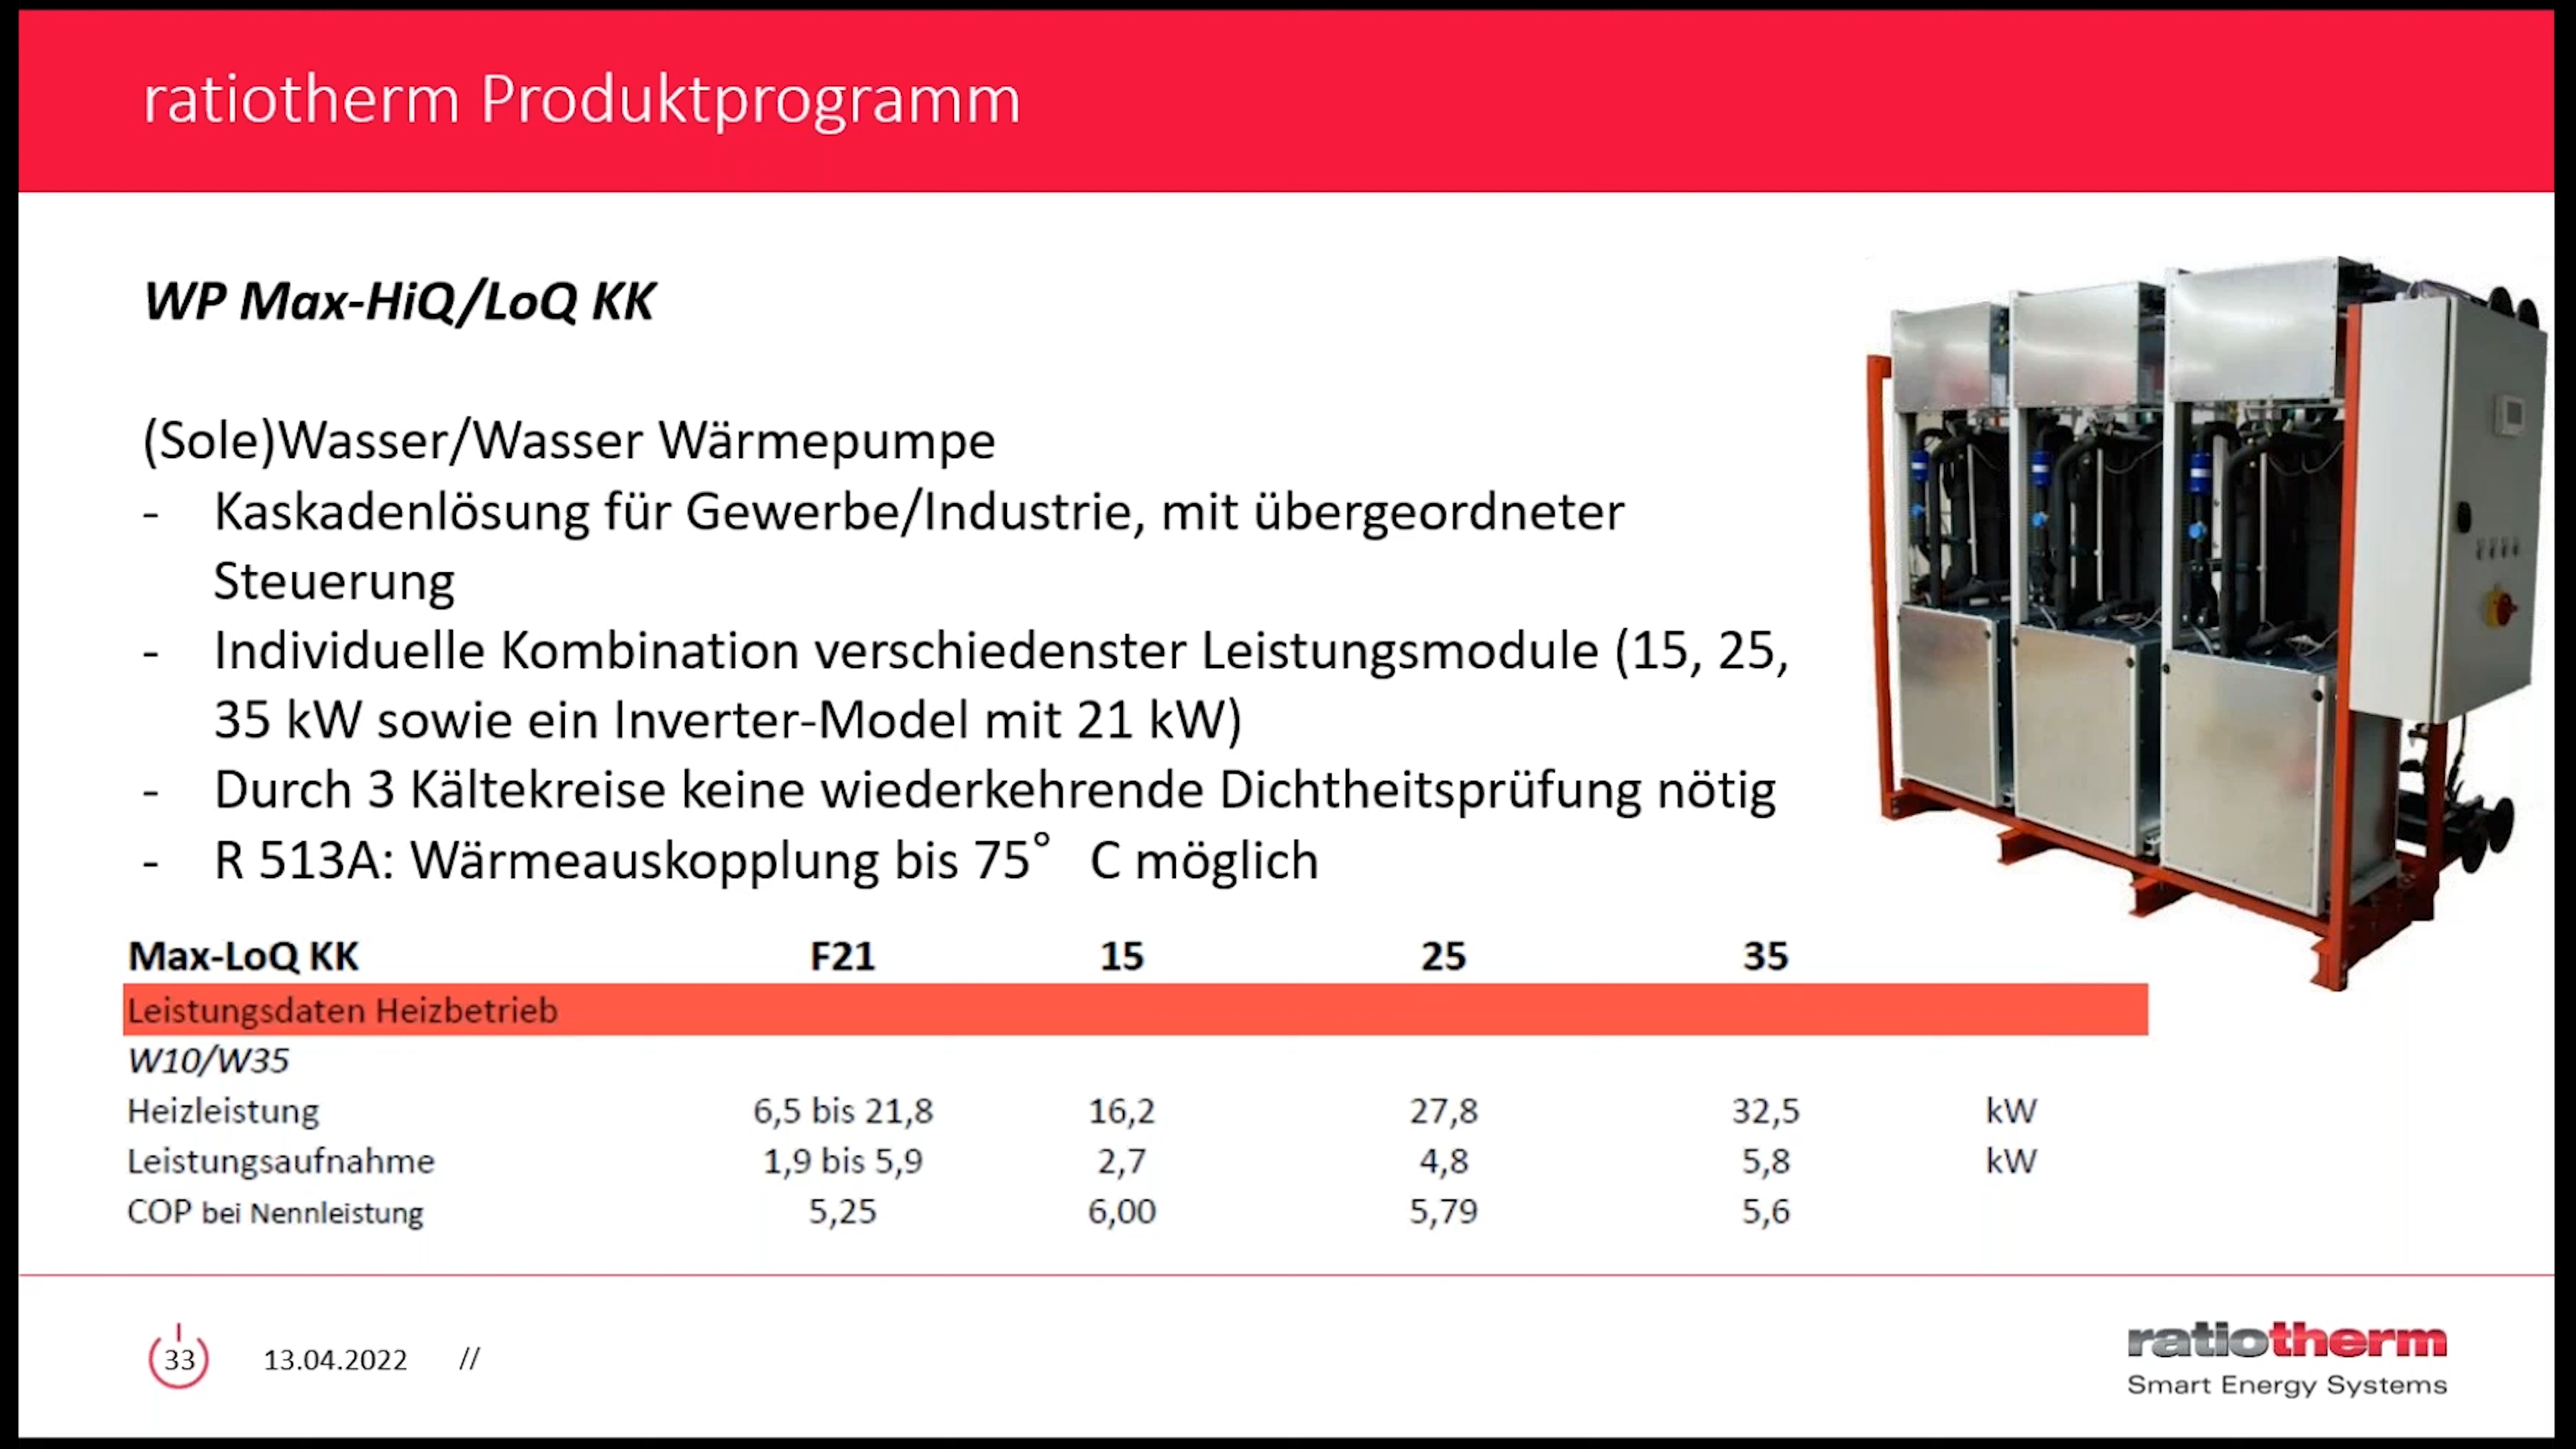 ratiotherm Produktprogramm
WP Max-HiQ/LoQ KK
(Sole)Wasser/Wasser Wärmepumpe
- Kaskadenlösung für Gewerbe/Industrie, mit übergeordneter
Steuerung
- Individuelle Kombination verschiedenster Leistungsmodule (15, 25,
35 kW sowie ein Inverter-Model mit 21 kW)
- Durch 3 Kältekreise keine wiederkehrende Dichtheitsprüfung nötig
- R 513A: Wärmeauskopplung bis 75° C möglich
Max-LoQ KK F21 15 25 35
Leistungsdaten Heizbetrieb
W10/W35
Heizleistung 6,5 bis 21,8 16,2 27,8 32,5 kW
Leistungsaufnahme 1,9 bis 5,9 2,7 4,8 5,8 kW
COP bei Nennleistung 5,25 6,00 5,79 5,6
33 13.04.2022 //
ratiotherm
Smart Energy Systems